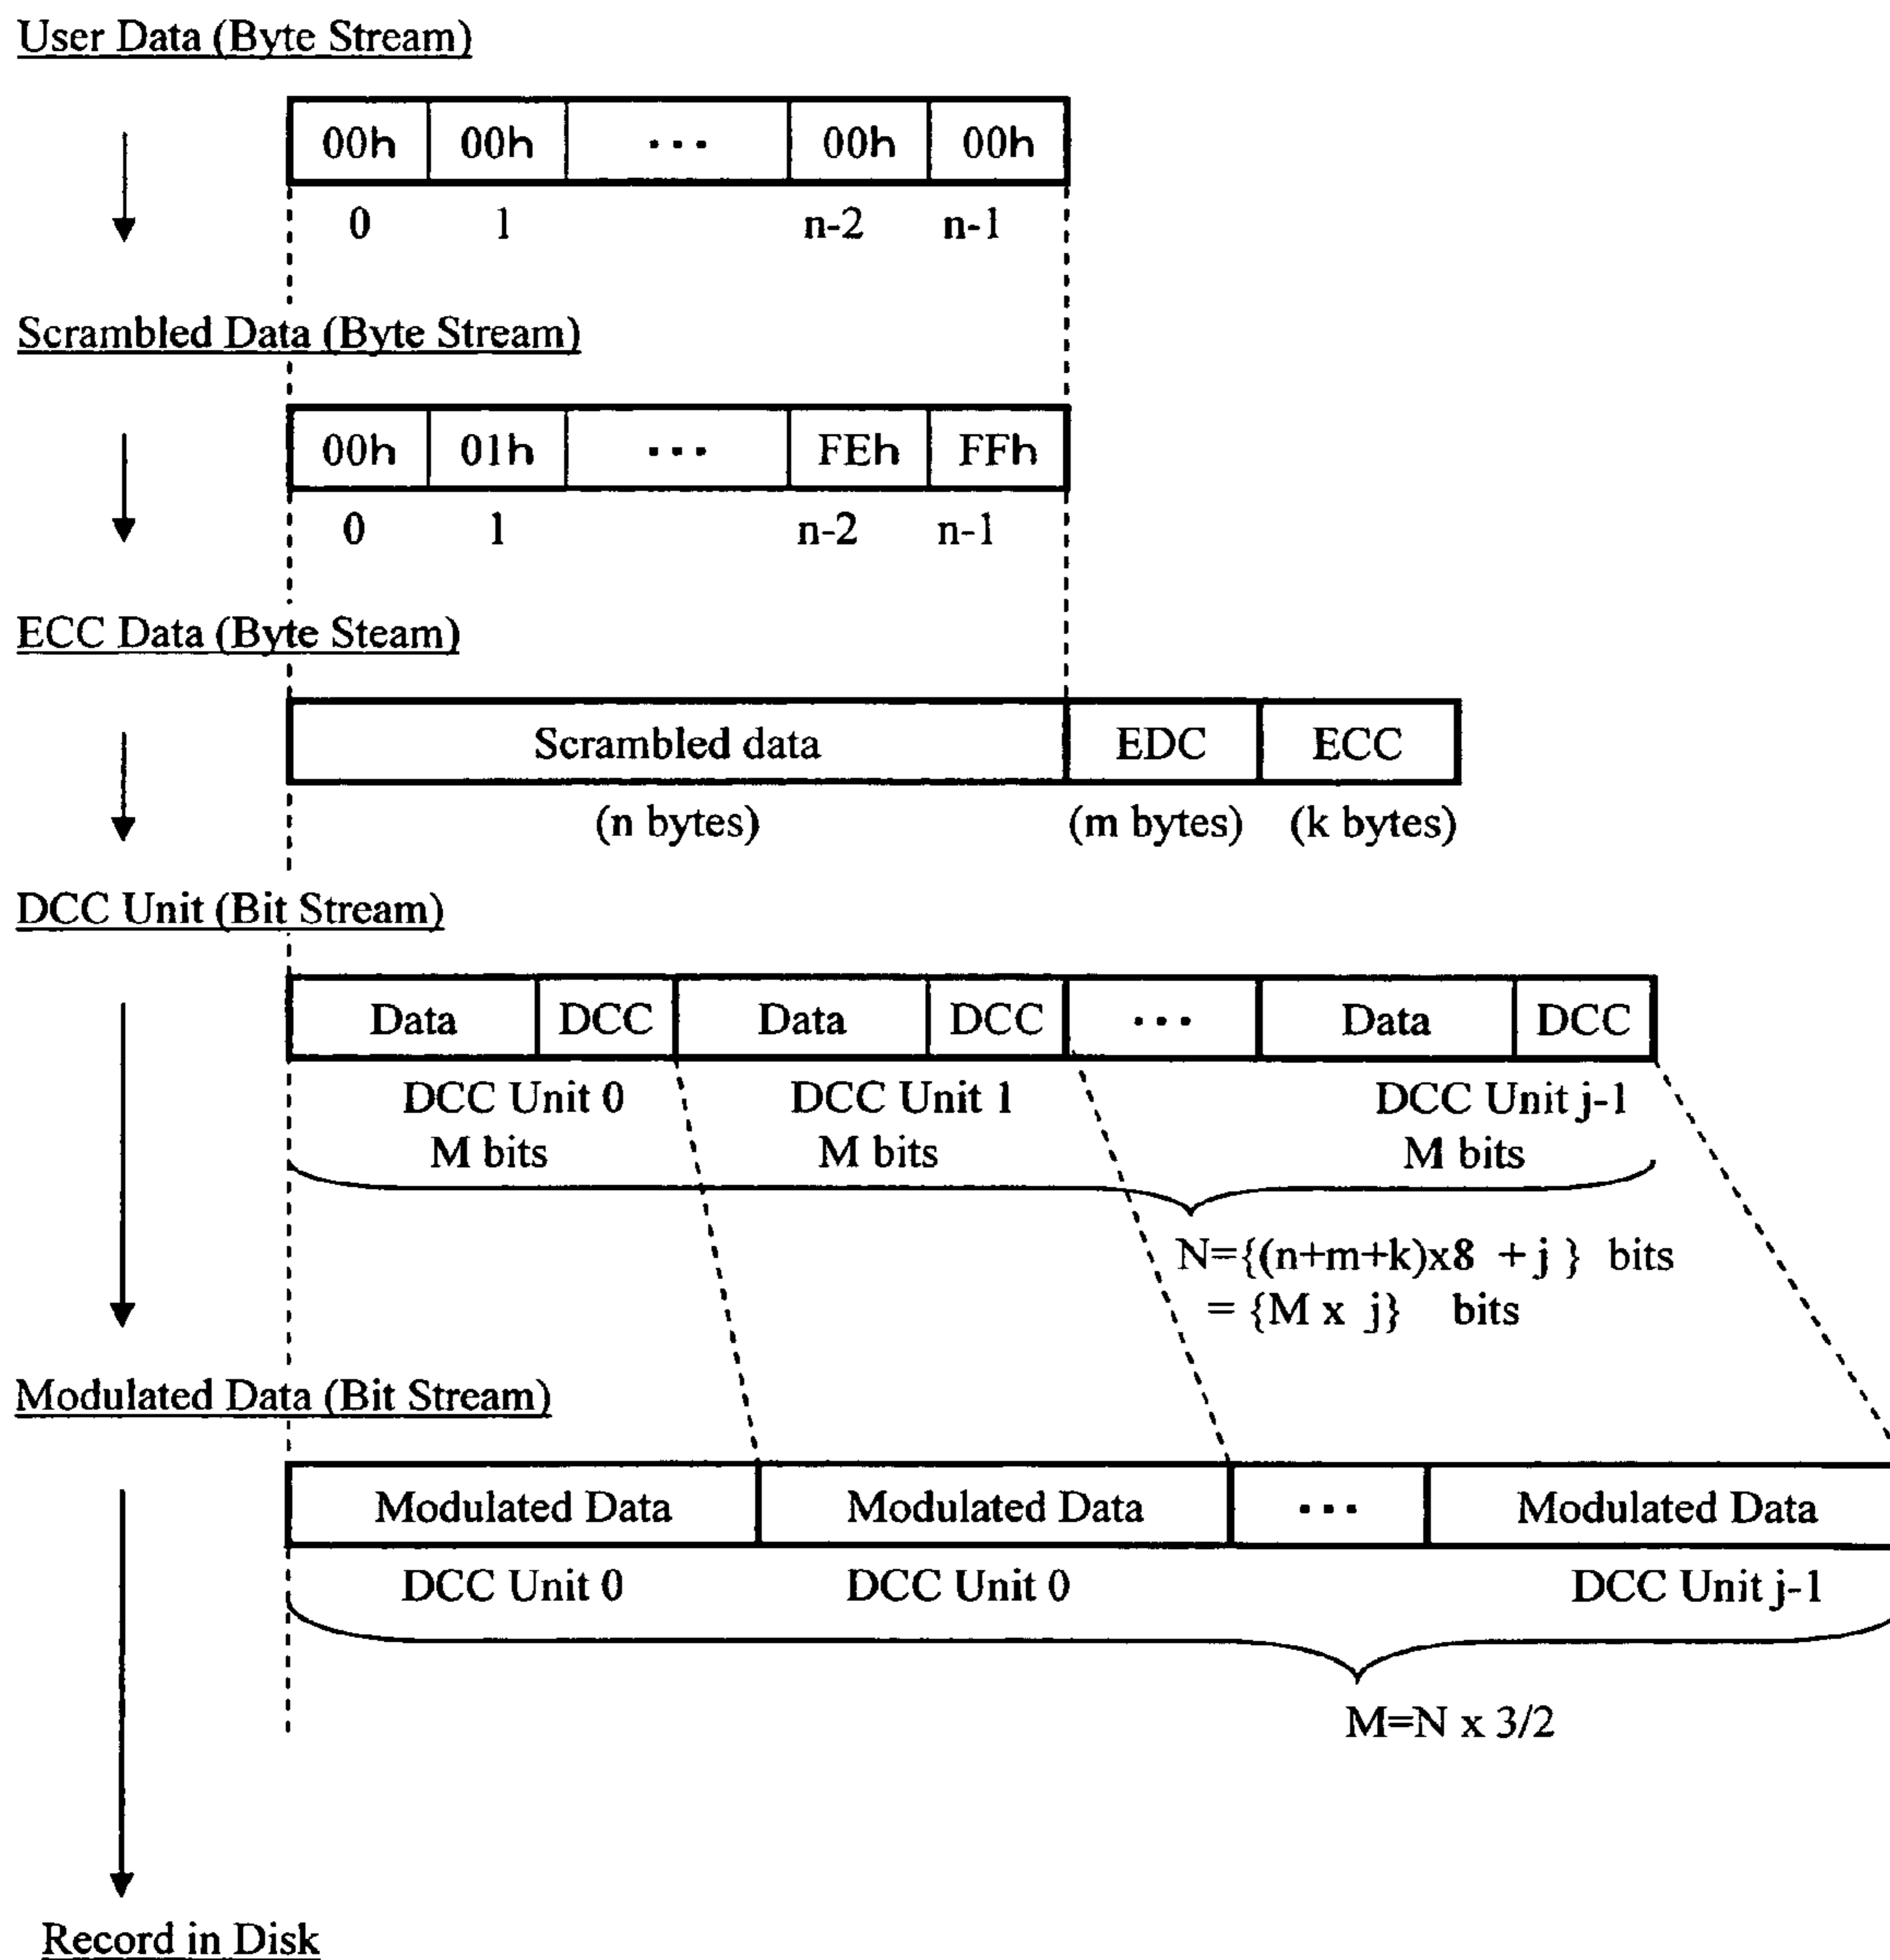 User Data (Byte Stream)
00h 00h ... 00h 00h
0 1 n-2 n-1
Scrambled Data (Byte Stream)
00h 01h ... FEh FFh
0 1 n-2 n-1
ECC Data (Byte Steam)
Scrambled data EDC ECC
(n bytes) (m bytes) (k bytes)
DCC Unit (Bit Stream)
Data DCC Data DCC ... Data DCC
DCC Unit 0 DCC Unit 1 DCC Unit j-1
M bits M bits M bits
N={(n+m+k)x8 +j } bits
= {M x j} bits
Modulated Data (Bit Stream)
Modulated Data Modulated Data ... Modulated Data
DCC Unit 0 DCC Unit 0 DCC Unit j-1
M=N x 3/2
Record in Disk